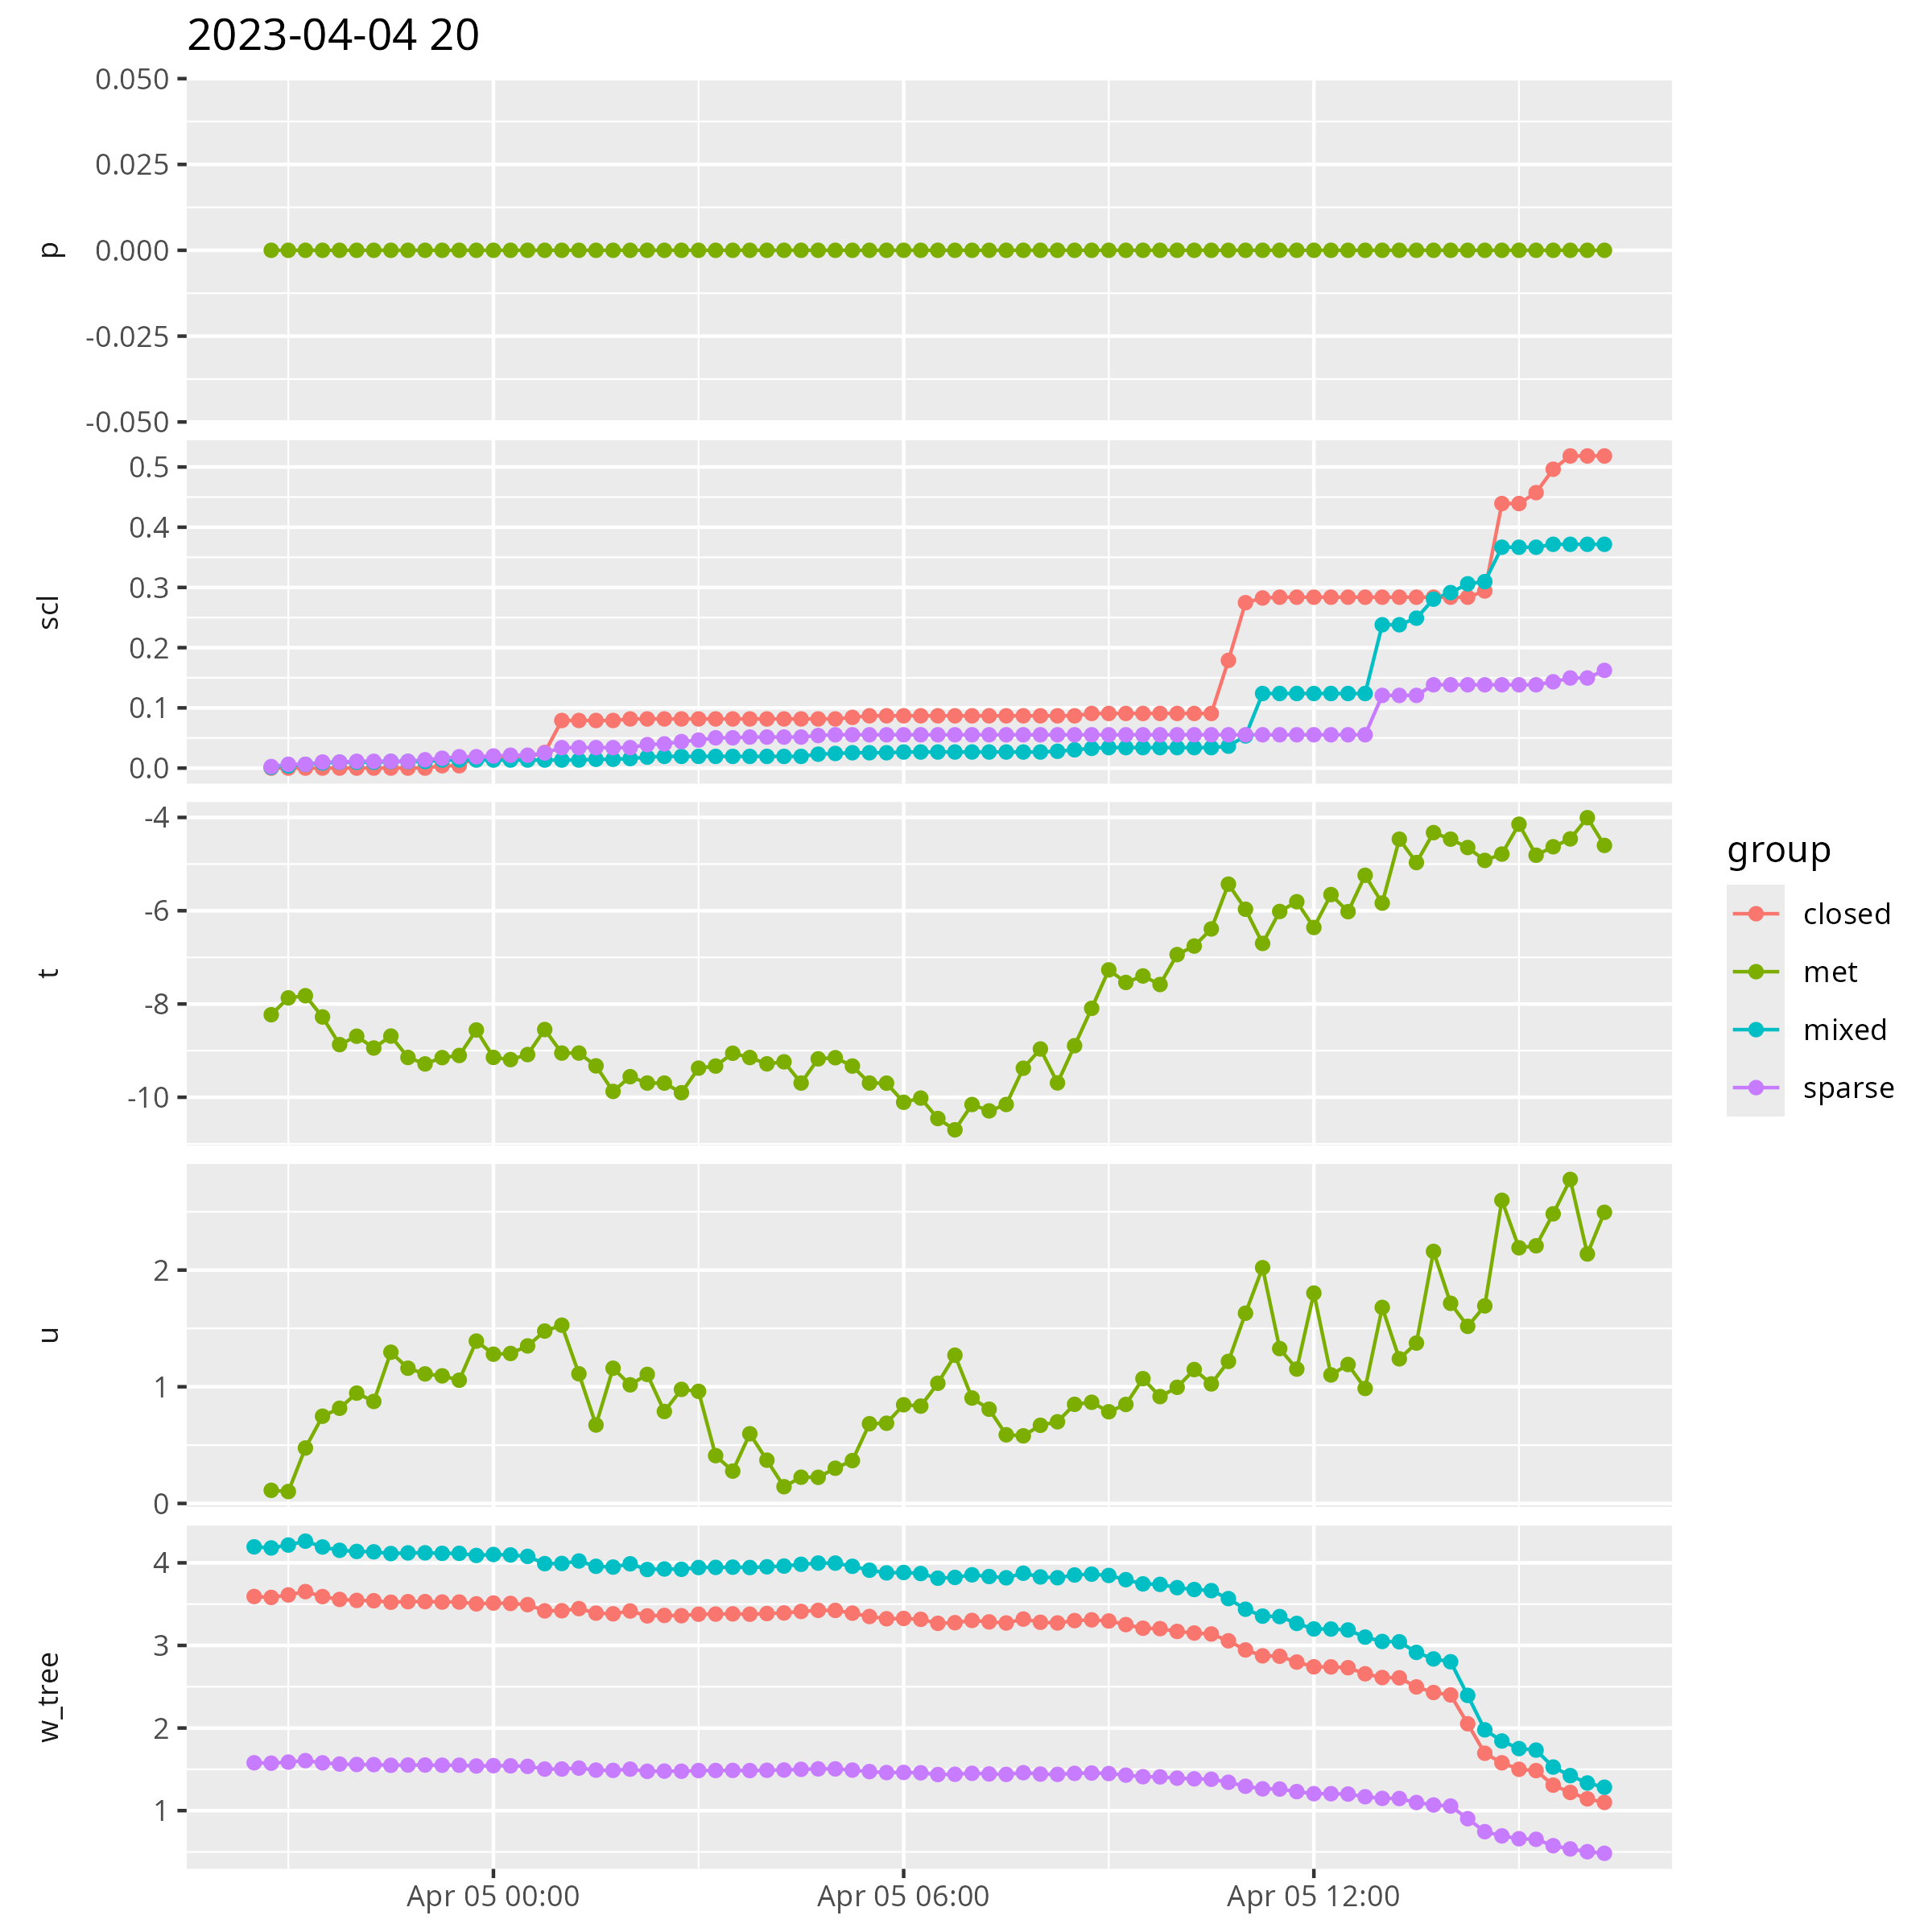 2023-04-04 20
p
0.050
0.025
0.000
-0.025
-0.050
scl
0.5
0.4
0.3
0.2
0.1
0.0
t
-4
-6
-8
-10
u
2
1
0
w_tree
4
3
2
1
Apr 05 00:00
Apr 05 06:00
Apr 05 12:00
group
closed
met
mixed
sparse